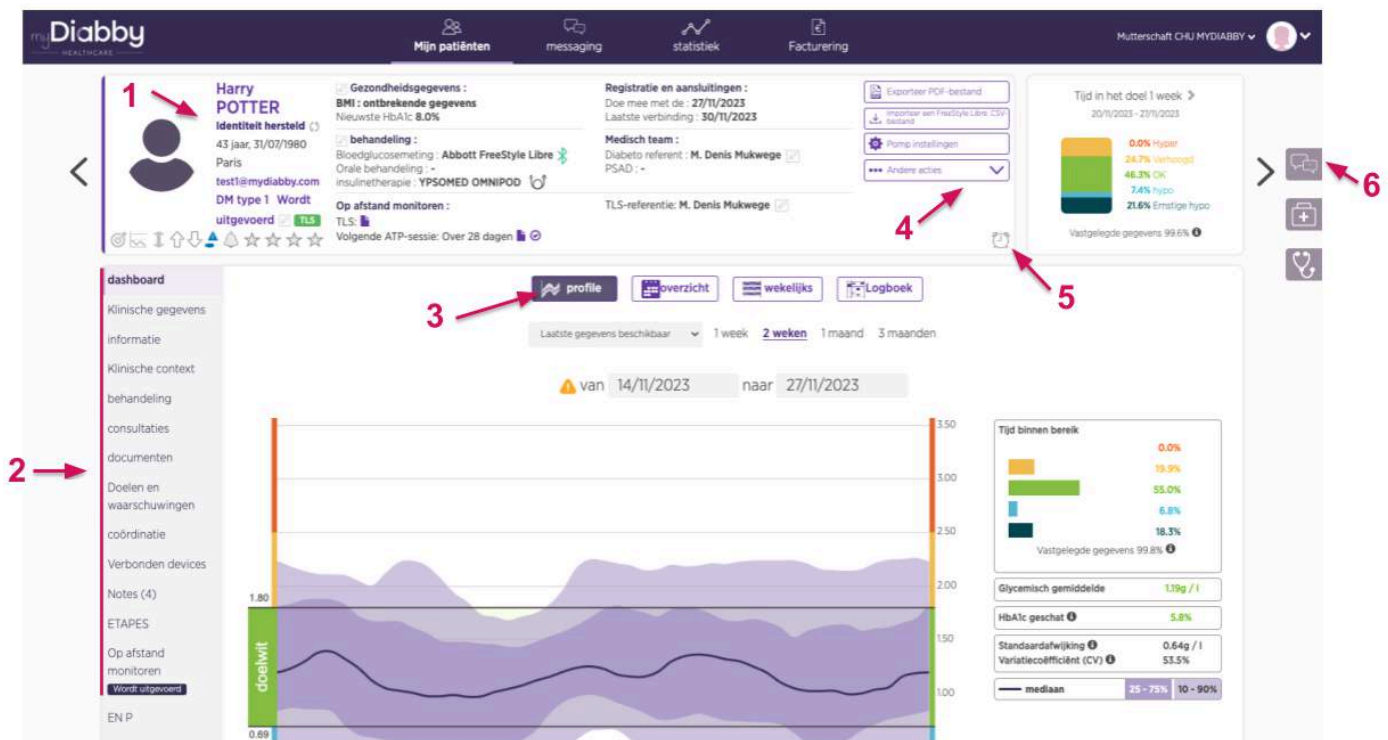 myDiabby
HEALTHCARE
Mijn patiënten
messaging
statistiek
Facturering
Mutterschaft CHU MYDIABBY
6
1
Harry
POTTER
Identiteit hersteld
43 jaar, 31/07/1980
Paris
test1@mydiabby.com
DM type 1 Wordt
uitgevoerd TLS
Gezondheidsgegevens :
BMI : ontbrekende gegevens
Nieuwste HbA1c 8.0%
behandeling :
Bloedglucosemeting : Abbott FreeStyle Libre
Orale behandeling : -
insulinetherapie : YPSOMED OMNIPOD
Op afstand monitoren :
TLS:
Volgende ATP-sessie: Over 28 dagen
Registratie en aansluitingen :
Doe mee met de : 27/11/2023
Laatste verbinding : 30/11/2023
Medisch team :
Diabeto referent : M. Denis Mukwege
PSAD : -
TLS-referentie: M. Denis Mukwege
Exporteer PDF-bestand
Importeer een FreeStyle Libre CSV-
bestand
Pomp instellingen
Andere acties
4
5
Tijd in het doel 1 week
20/11/2023 - 27/11/2023
0.0% Hyper
24.7% Verhoogd
46.3% OK
7.4% hypo
21.6% Ernstige hypo
Vastgelegde gegevens 99.6%
2
dashboard
Klinische gegevens
informatie
Klinische context
behandeling
consultaties
documenten
Doelen en
waarschuwingen
coördinatie
Verbonden devices
Notes (4)
ETAPES
Op afstand
monitoren
Wordt uitgevoerd
EN P
3
profile
overzicht
wekelijks
Logboek
Laatste gegevens beschikbaar
1 week 2 weken 1 maand 3 maanden
van 14/11/2023 naar 27/11/2023
3.50
3.00
2.50
2.00
1.50
1.00
1.80
doelwit
0.69
Tijd binnen bereik
0.0%
19.9%
55.0%
6.8%
18.3%
Vastgelegde gegevens 99.8%
Glycemisch gemiddelde 1.19g / l
HbA1c geschat 5.8%
Standaardafwijking 0.64g / l
Variatiecoëfficiënt (CV) 53.5%
mediaan 25 - 75% 10 - 90%